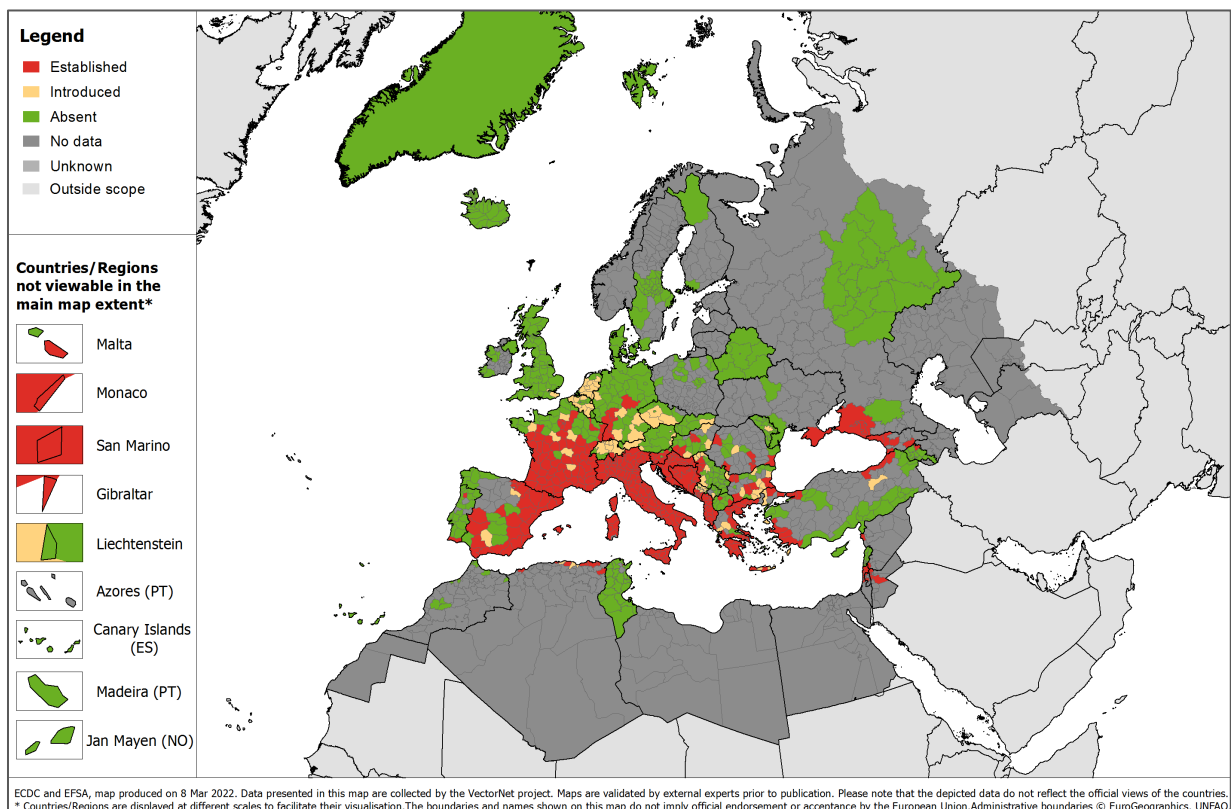 Legend
Established
Introduced
Absent
No data
Unknown
Outside scope
Countries/Regions
not viewable in the
main map extent*
Malta
Monaco
San Marino
Gibraltar
Liechtenstein
Azores (PT)
Canary Islands
(ES)
Madeira (PT)
Jan Mayen (NO)
ECDC and EFSA, map produced on 8 Mar 2022. Data presented in this map are collected by the VectorNet project. Maps are validated by external experts prior to publication. Please note that the depicted data do not reflect the official views of the countries.
* Countries/Regions are displayed at different scales to facilitate their visualisation.The boundaries and names shown on this map do not imply official endorsement or acceptance by the European Union.Administrative boundaries © EuroGeographics, UNFA